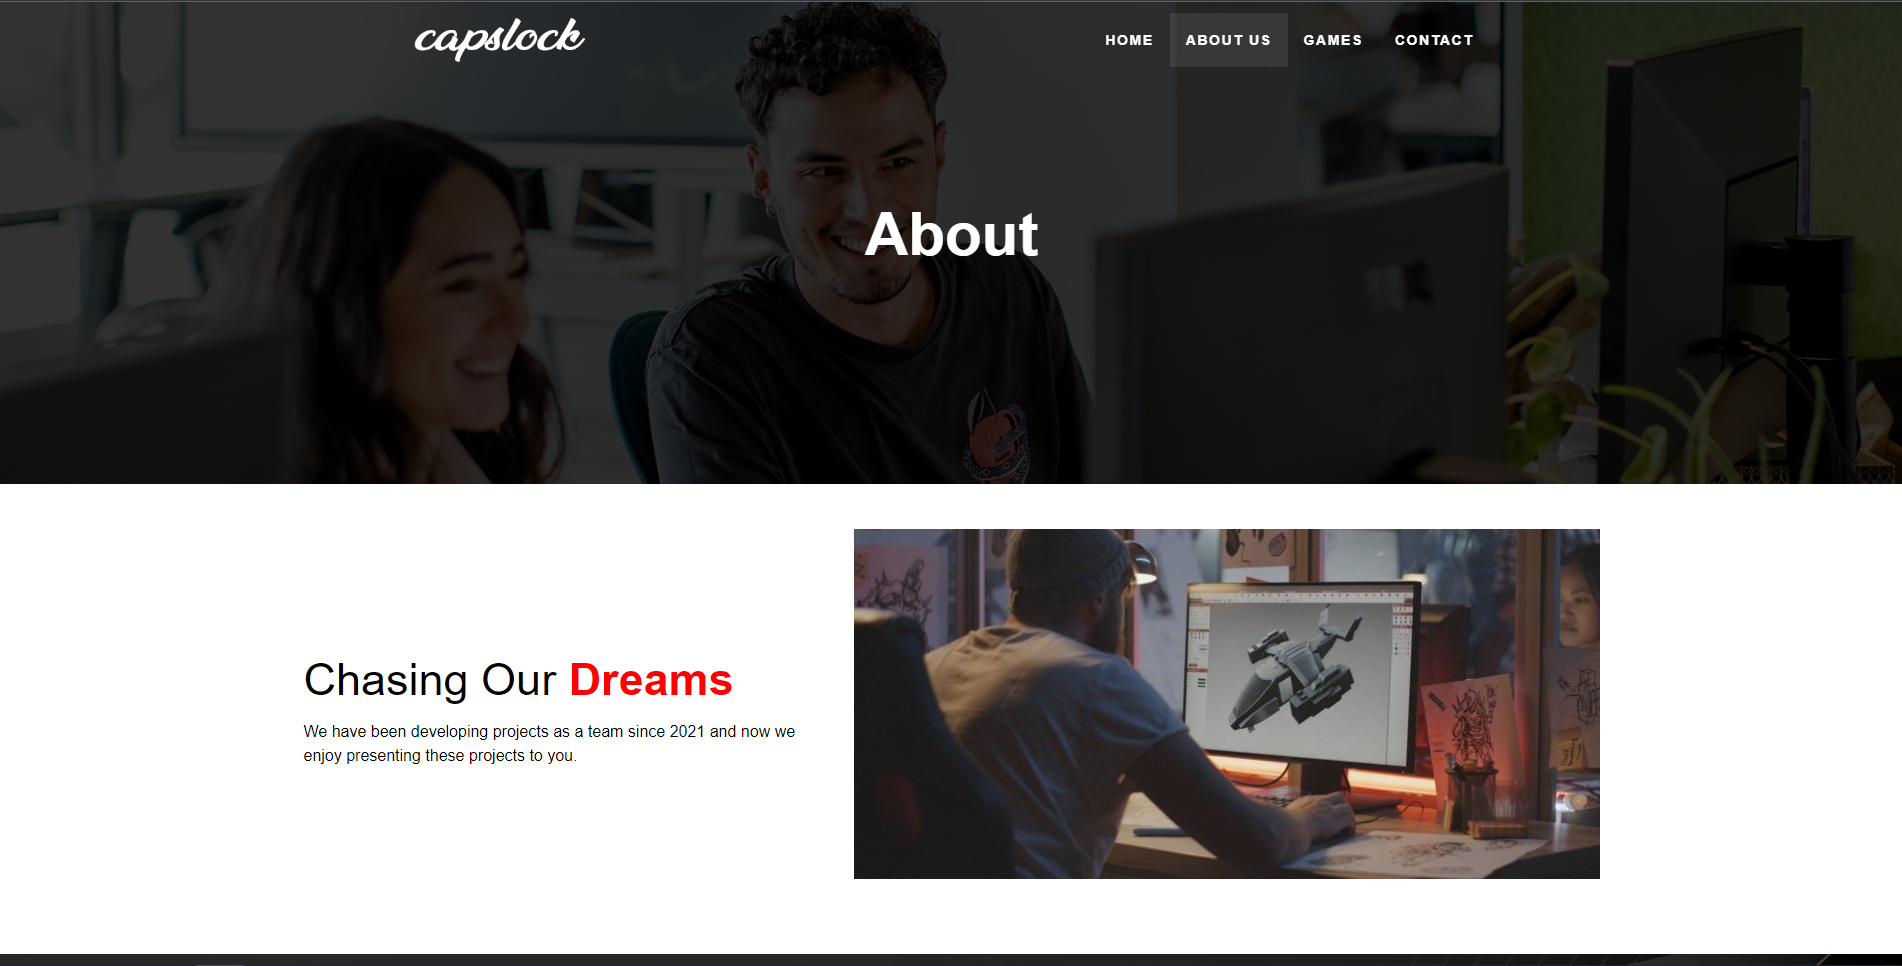 capslock
HOME ABOUT US GAMES CONTACT
About
Chasing Our Dreams
We have been developing projects as a team since 2021 and now we
enjoy presenting these projects to you.